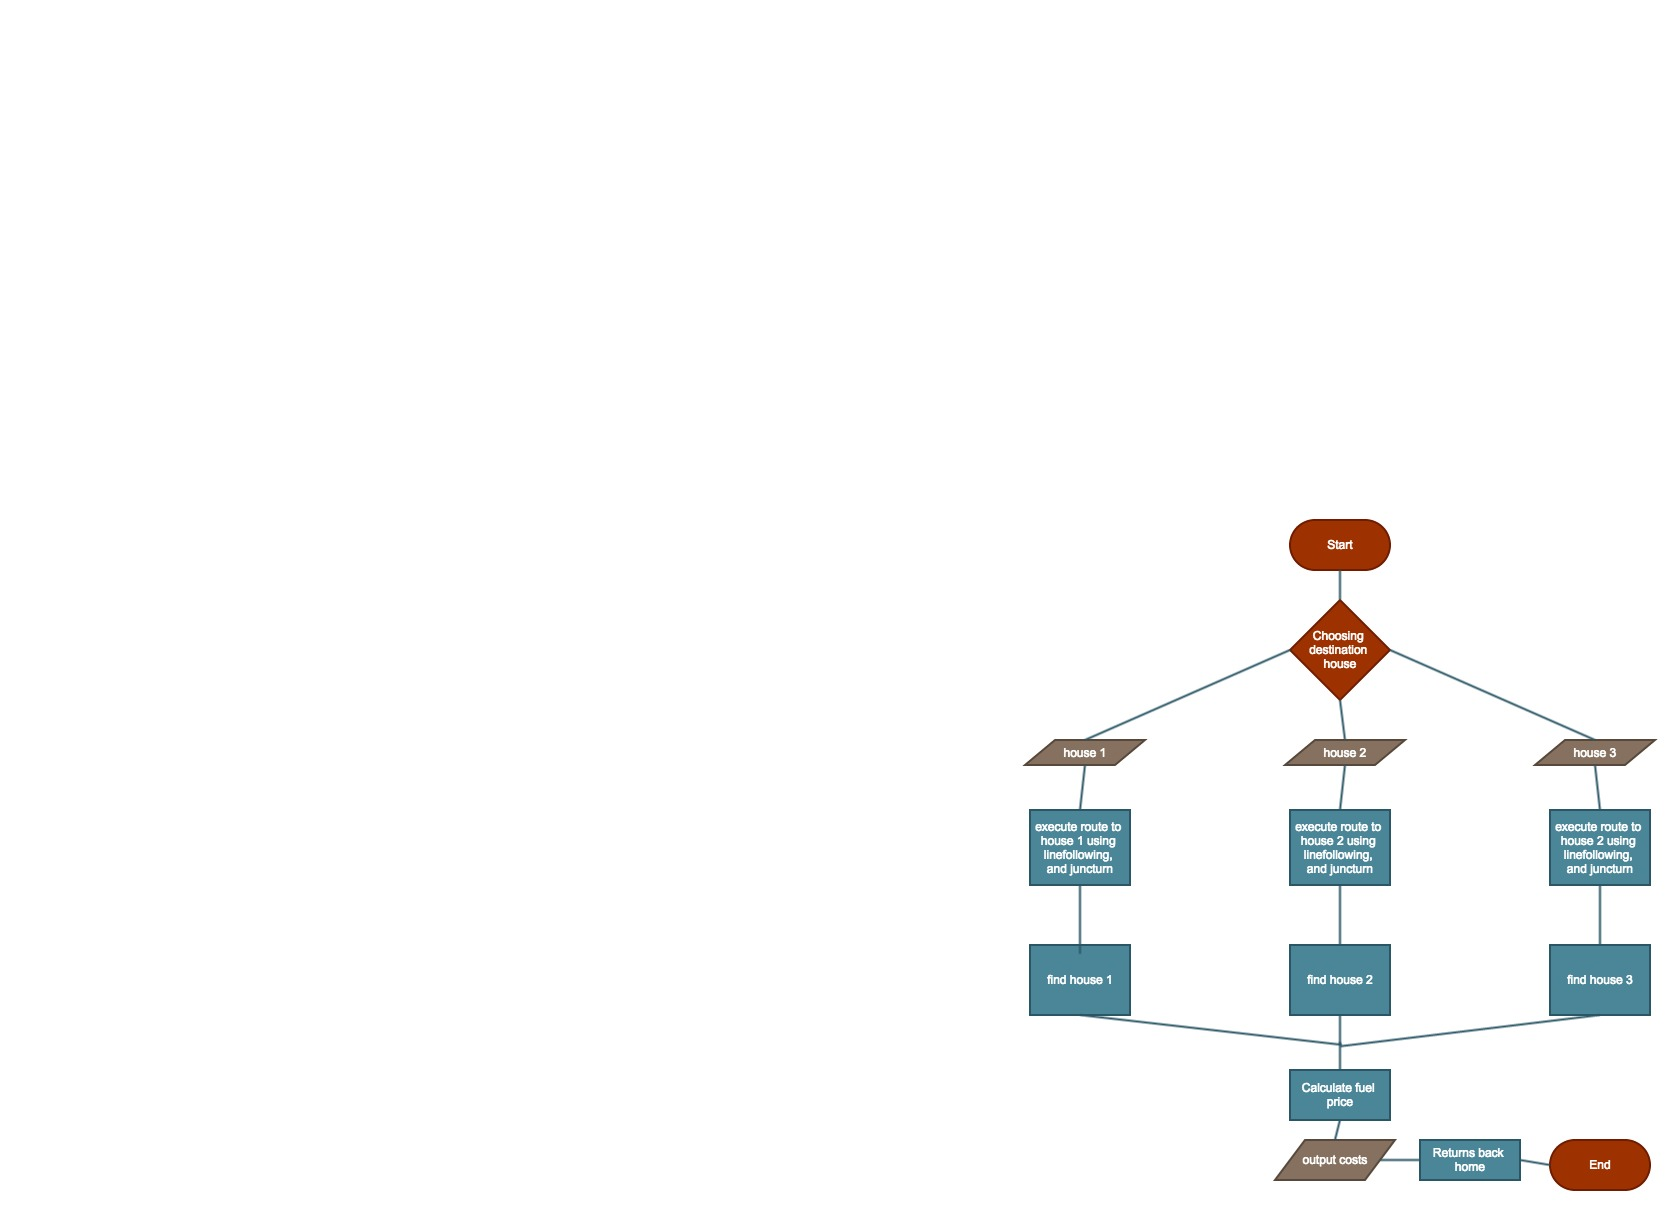 Start
Choosing
destination
house
house 1
house 2
house 3
execute route to
house 1 using
linefollowing,
and juncturn
execute route to
house 2 using
linefollowing,
and juncturn
execute route to
house 2 using
linefollowing,
and juncturn
find house 1
find house 2
find house 3
Calculate fuel
price
output costs
Returns back
home
End